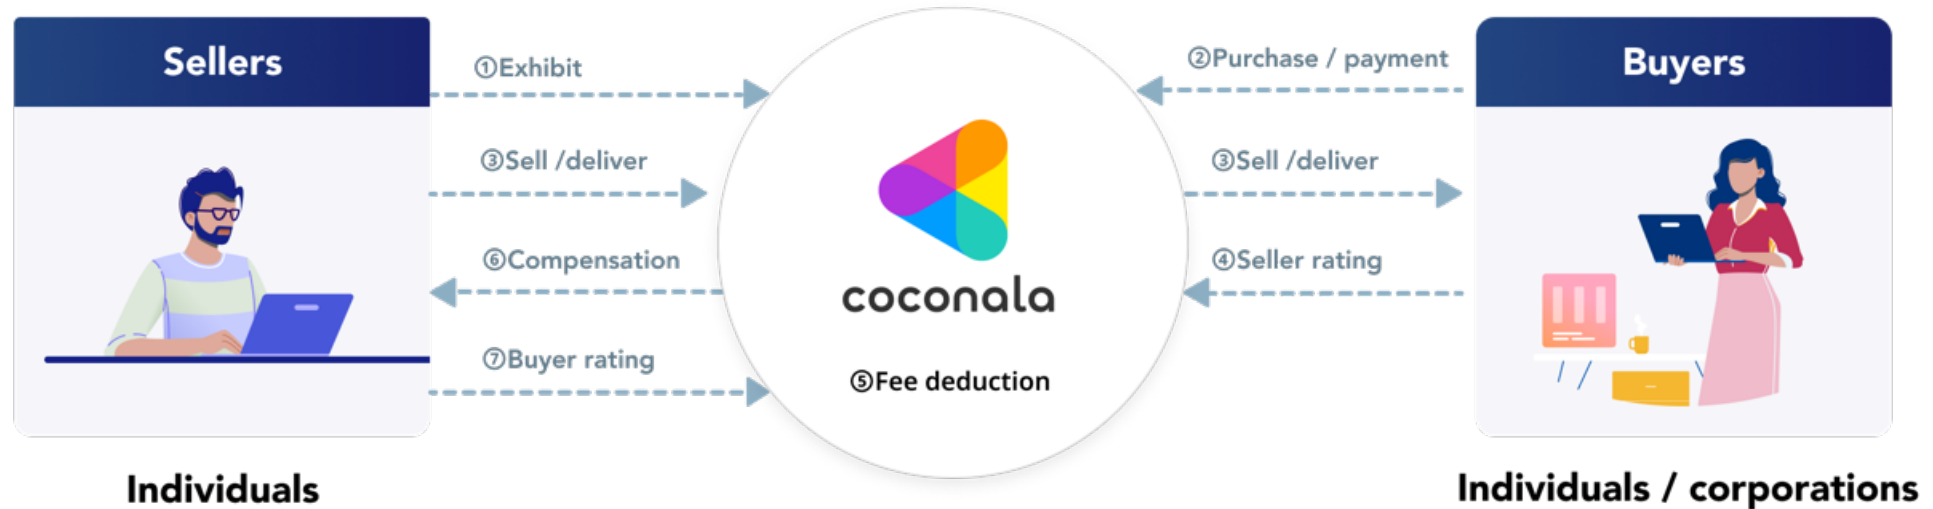 Sellers
①Exhibit
③Sell /deliver
⑥Compensation
⑦Buyer rating
Individuals
coconala
⑤Fee deduction
②Purchase / payment
③Sell /deliver
④Seller rating
Buyers
Individuals / corporations